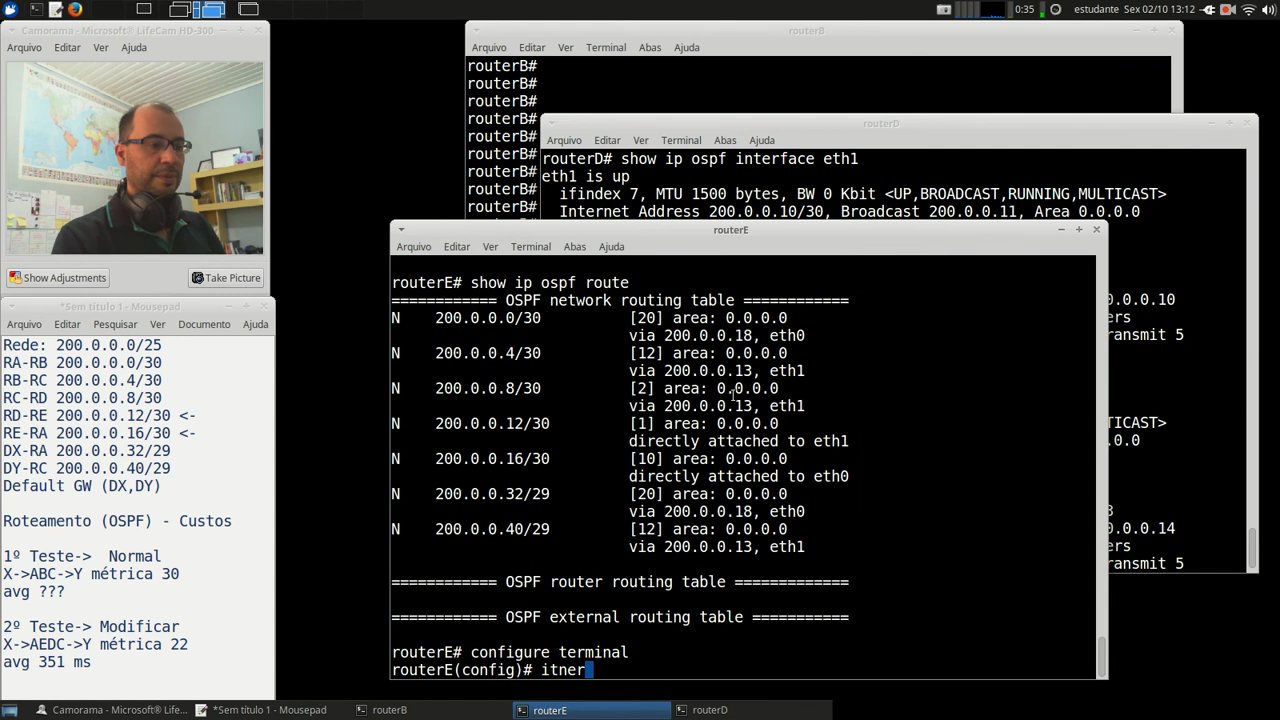 0:35
estudante Sex 02/10 13:12
Camorama - Microsoft® LifeCam HD-300
Arquivo Editar Ver Ajuda
Show Adjustments
Take Picture
*Sem título 1 - Mousepad
Arquivo Editar Pesquisar Ver Documento Ajuda
Rede: 200.0.0.0/25
RA-RB 200.0.0.0/30
RB-RC 200.0.0.4/30
RC-RD 200.0.0.8/30
RD-RE 200.0.0.12/30 <-
RE-RA 200.0.0.16/30 <-
DX-RA 200.0.0.32/29
DY-RC 200.0.0.40/29
Default GW (DX,DY)
Roteamento (OSPF) - Custos
1º Teste-> Normal
X->ABC->Y métrica 30
avg ???
2º Teste-> Modificar
X->AEDC->Y métrica 22
avg 351 ms
routerB
Arquivo Editar Ver Terminal Abas Ajuda
routerB#
routerB#
routerB#
routerB#
routerB#
routerB#
routerB#
routerB#
routerB#
routerD
Arquivo Editar Ver Terminal Abas Ajuda
routerD# show ip ospf interface eth1
eth1 is up
ifindex 7, MTU 1500 bytes, BW 0 Kbit <UP,BROADCAST,RUNNING,MULTICAST>
Internet Address 200.0.0.10/30, Broadcast 200.0.0.11, Area 0.0.0.0
.0.0.10
rs
ansmit 5
ICAST>
.0.0
3
.0.0.14
ers
ransmit 5
routerE
Arquivo Editar Ver Terminal Abas Ajuda
routerE# show ip ospf route
============ OSPF network routing table ============
N 200.0.0.0/30 [20] area: 0.0.0.0
via 200.0.0.18, eth0
N 200.0.0.4/30 [12] area: 0.0.0.0
via 200.0.0.13, eth1
N 200.0.0.8/30 [2] area: 0.0.0.0
via 200.0.0.13, eth1
N 200.0.0.12/30 [1] area: 0.0.0.0
directly attached to eth1
N 200.0.0.16/30 [10] area: 0.0.0.0
directly attached to eth0
N 200.0.0.32/29 [20] area: 0.0.0.0
via 200.0.0.18, eth0
N 200.0.0.40/29 [12] area: 0.0.0.0
via 200.0.0.13, eth1
============ OSPF router routing table =============
============ OSPF external routing table ===========
routerE# configure terminal
routerE(config)# itner
Camorama - Microsoft® LifeC...
*Sem título 1 - Mousepad
routerB
routerE
routerD